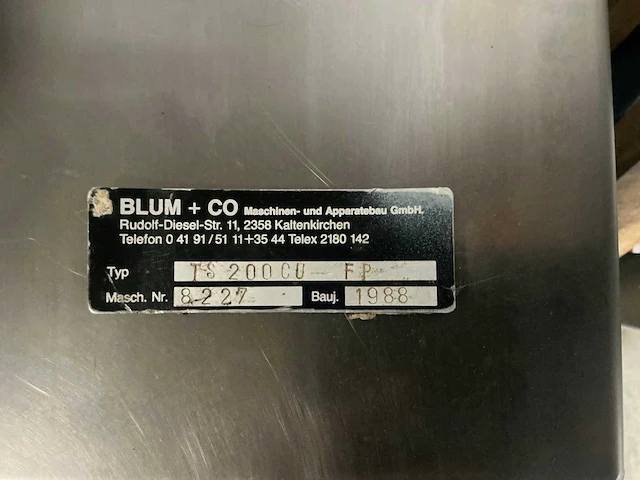 BLUM + CO Maschinen- und Apparatebau GmbH.
Rudolf-Diesel-Str. 11, 2358 Kaltenkirchen
Telefon 0 41 91/51 11+35 44 Telex 2180 142
Typ TS 200CU - FP
Masch. Nr. 8227 Bauj. 1988